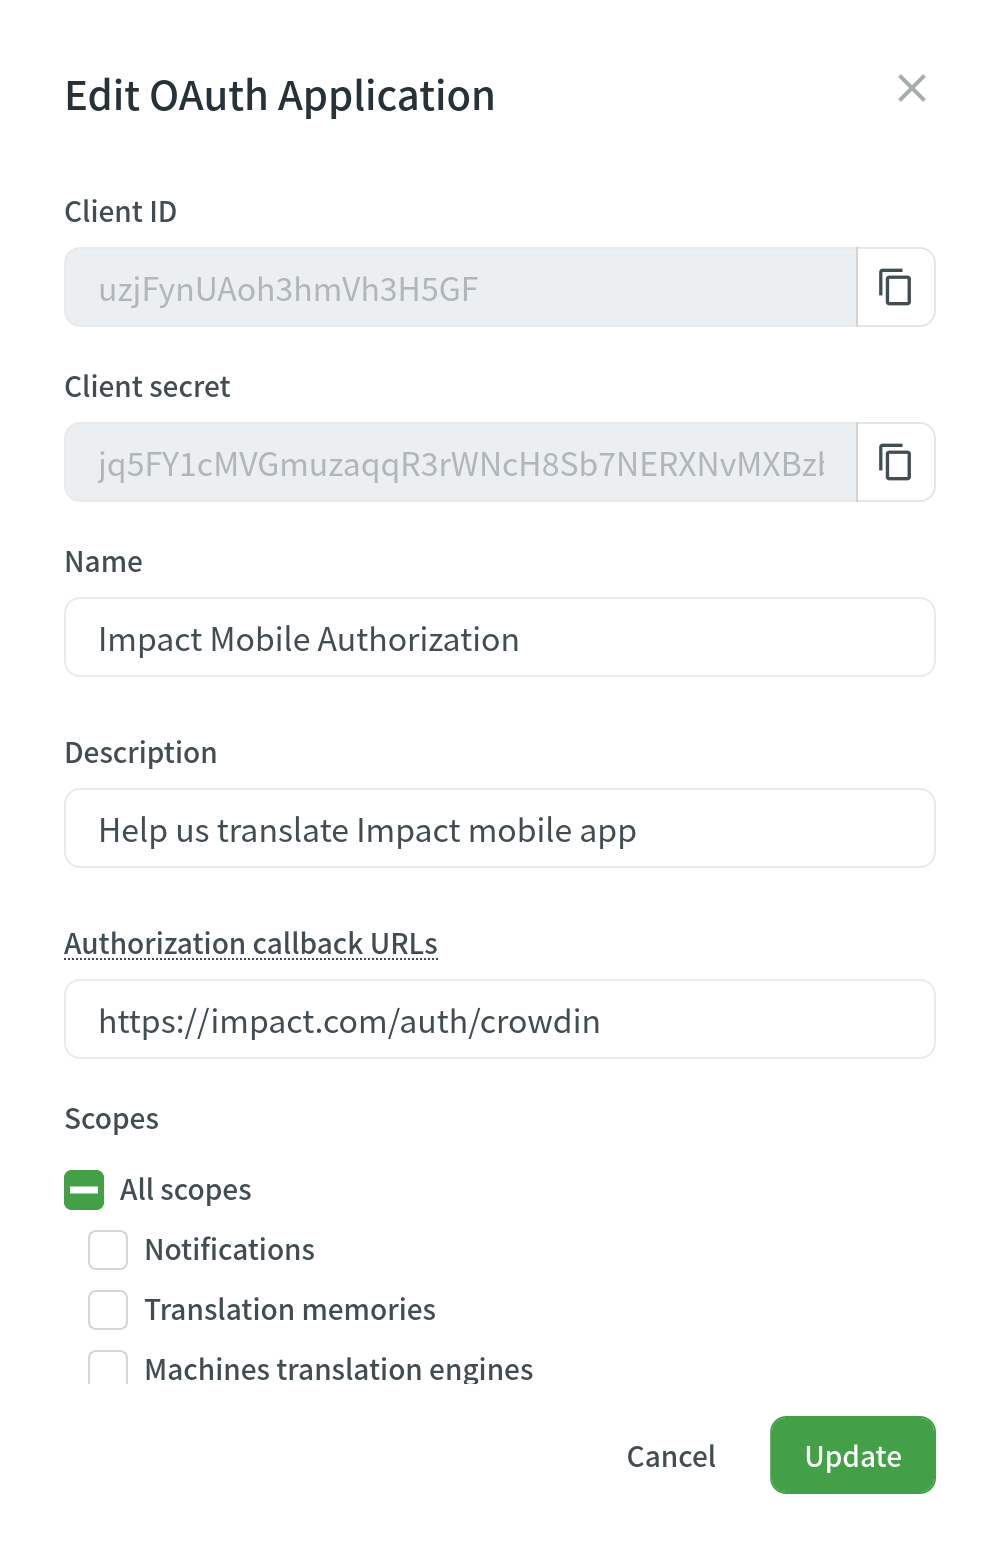 Edit OAuth Application
Client ID
uzjFynUAoh3hmVh3H5GF
Client secret
jq5FY1cMVGmuzaqqR3rWNcH8Sb7NERXNvMXBz
Name
Impact Mobile Authorization
Description
Help us translate Impact mobile app
Authorization callback URLs
https://impact.com/auth/crowdin
Scopes
All scopes
Notifications
Translation memories
Machines translation engines
Cancel
Update